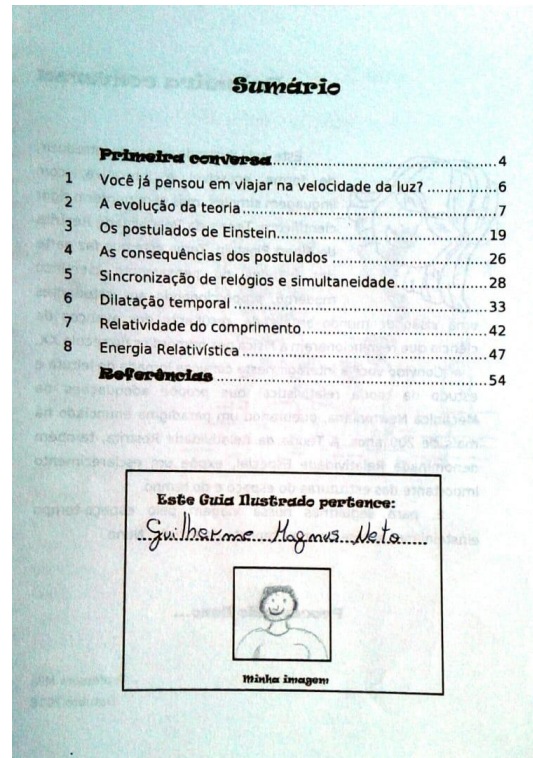 Sumário
Primeira conversa.....4
1 Você já pensou em viajar na velocidade da luz? .....6
2 A evolução da teoria.....7
3 Os postulados de Einstein.....19
4 As consequências dos postulados .....26
5 Sincronização de relógios e simultaneidade.....28
6 Dilatação temporal .....33
7 Relatividade do comprimento.....42
8 Energia Relativística .....47
Referências .....54
Este Guia Ilustrado pertence:
Guilherme Magnus Neto
Minha imagem